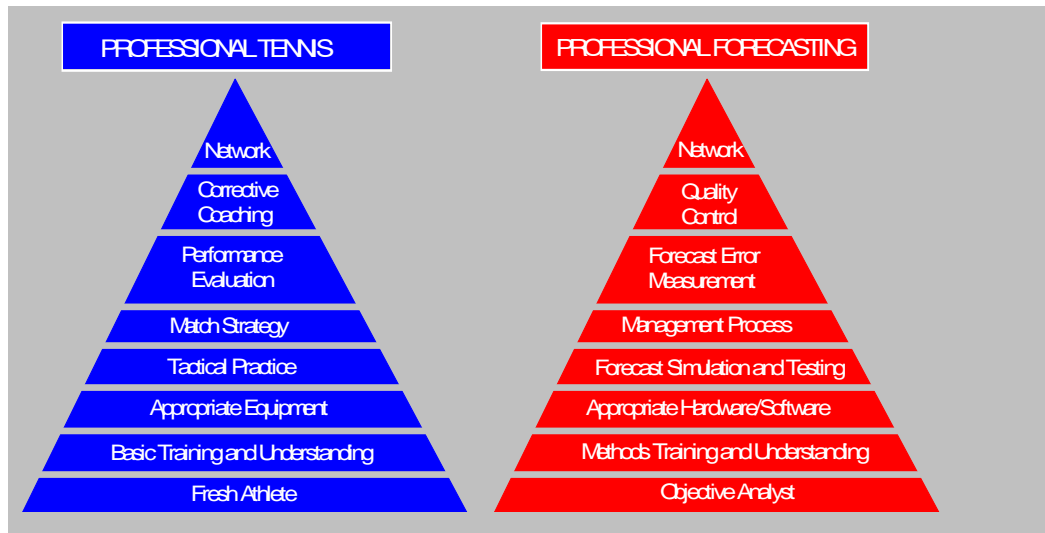 PROFESSIONAL TENNIS
Network
Corrective
Coaching
Performance
Evaluation
Match Strategy
Tactical Practice
Appropriate Equipment
Basic Training and Understanding
Fresh Athlete
PROFESSIONAL FORECASTING
Network
Quality
Control
Forecast Error
Measurement
Management Process
Forecast Simulation and Testing
Appropriate Hardware/Software
Methods Training and Understanding
Objective Analyst